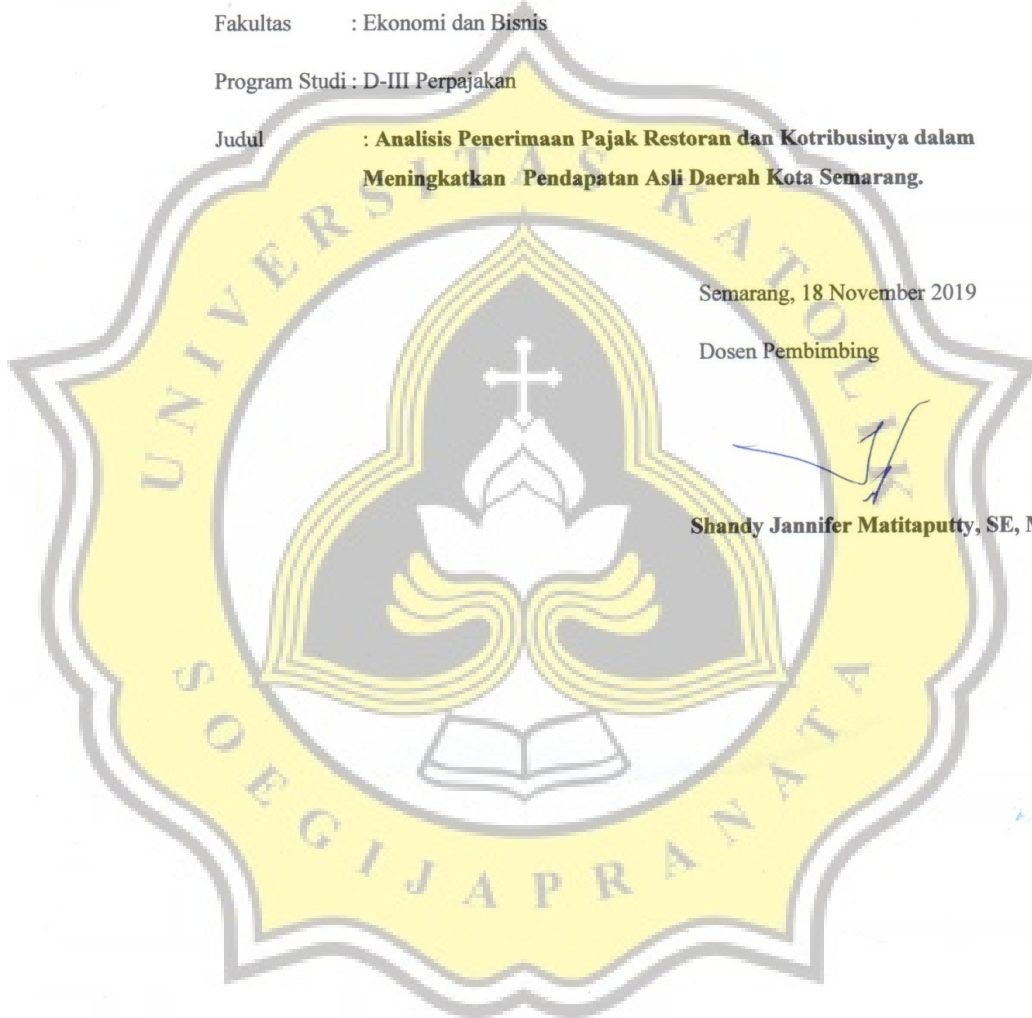 Fakultas : Ekonomi dan Bisnis
Program Studi : D-III Perpajakan
Judul : Analisis Penerimaan Pajak Restoran dan Kotribusinya dalam
Meningkatkan Pendapatan Asli Daerah Kota Semarang.
UNIVERSITAS KATOLIK
Semarang, 18 November 2019
Dosen Pembimbing
Shandy Jannifer Matitaputty, SE,
SOEGIJAPRANATA